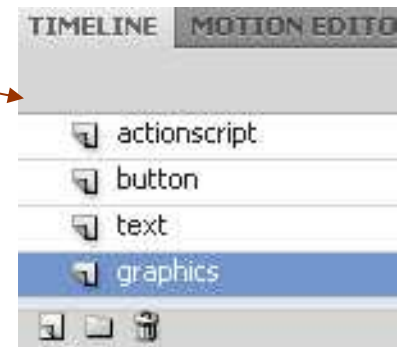 TIMELINE MOTION EDITO
actionscript
button
text
graphics